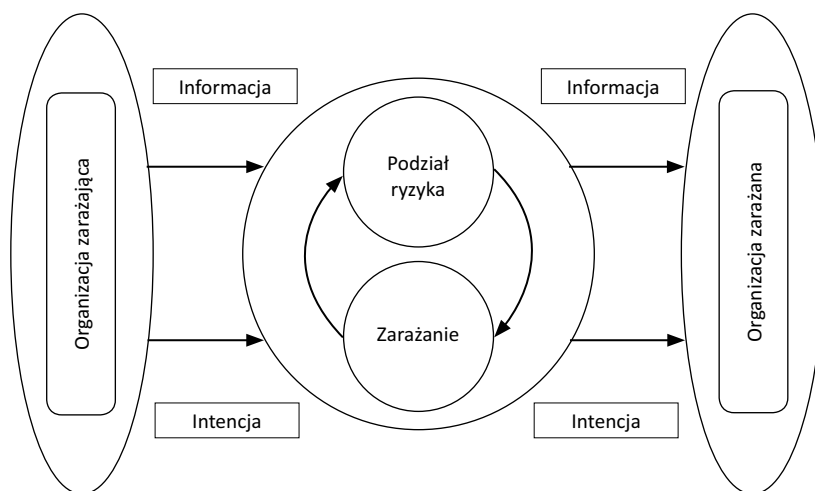 Informacja
Informacja
Podział
ryzyka
Organizacja zarażająca
Organizacja zarażana
Zarażanie
Intencja
Intencja